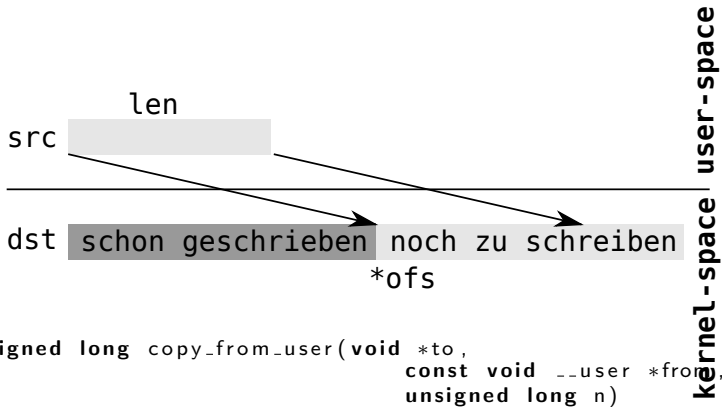 user-space
len
src
dst schon geschrieben noch zu schreiben
*ofs
kernel-space
igned long copy_from_user(void *to,
const void __user *from,
unsigned long n)